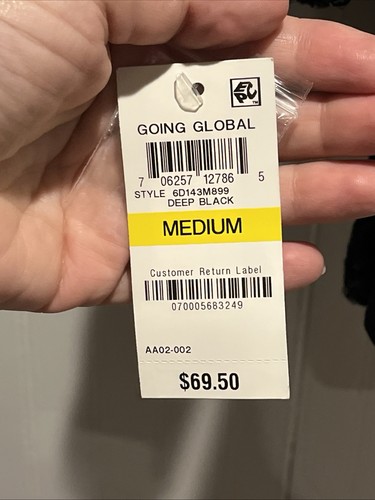 EPC™
GOING GLOBAL
7 06257 12786 5
STYLE 6D143M899
DEEP BLACK
MEDIUM
Customer Return Label
070005683249
AA02-002
$69.50